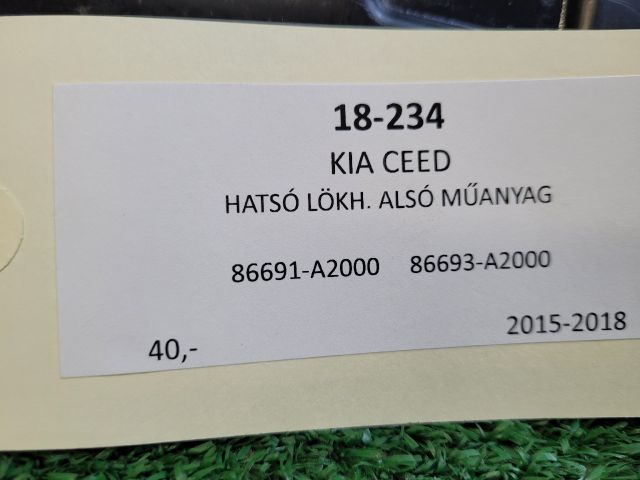 18-234
KIA CEED
HATSÓ LÖKH. ALSÓ MŰANYAG
86691-A2000 86693-A2000
2015-2018
40,-